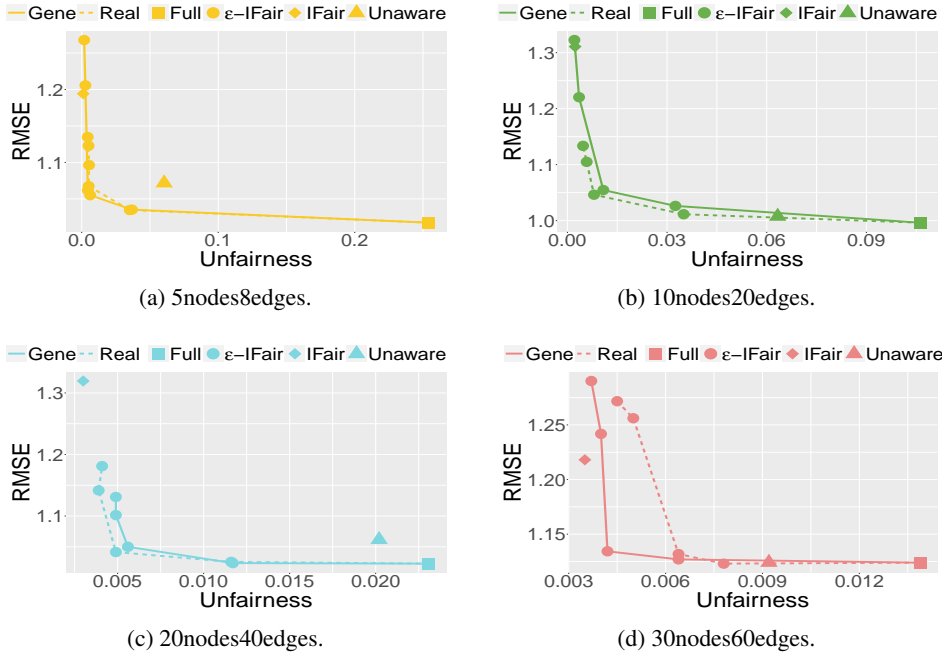 Gene Real Full ε−IFair IFair Unaware
RMSE
1.2
1.1
0.0 0.1 0.2
Unfairness
(a) 5nodes8edges.
Gene Real Full ε−IFair IFair Unaware
RMSE
1.3
1.2
1.1
1.0
0.00 0.03 0.06 0.09
Unfairness
(b) 10nodes20edges.
Gene Real Full ε−IFair IFair Unaware
RMSE
1.3
1.2
1.1
0.005 0.010 0.015 0.020
Unfairness
(c) 20nodes40edges.
Gene Real Full ε−IFair IFair Unaware
RMSE
1.25
1.20
1.15
0.003 0.006 0.009 0.012
Unfairness
(d) 30nodes60edges.